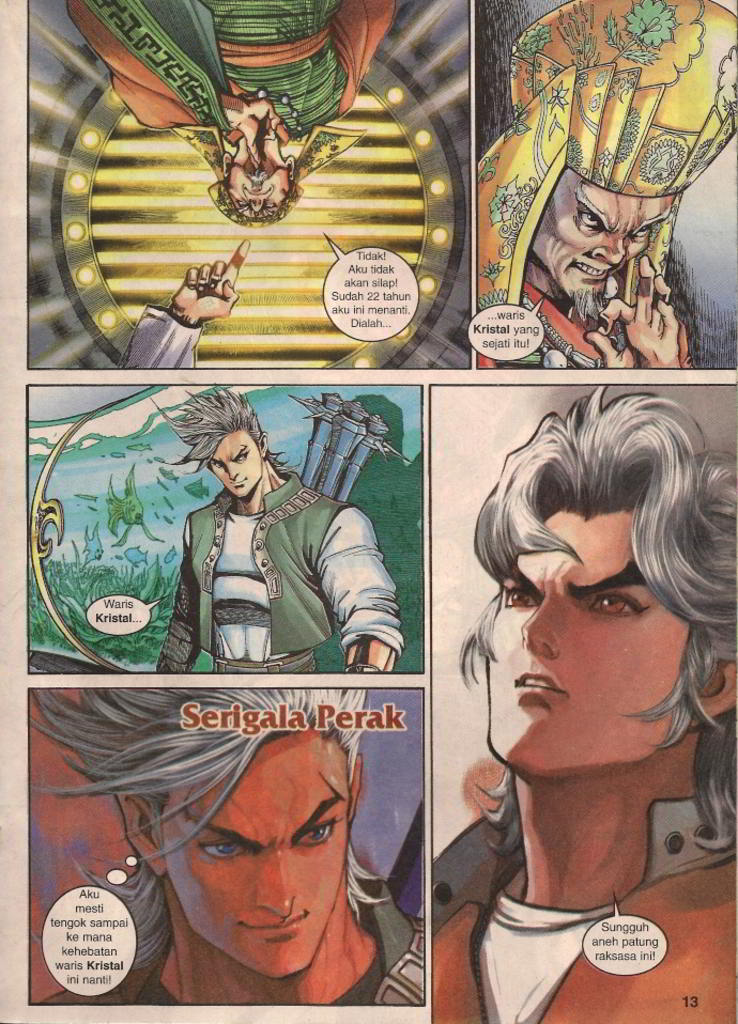 Tidak!
Aku tidak
akan silap!
Sudah 22 tahun
aku ini menanti.
Dialah...
...waris
Kristal yang
sejati itu!
Waris
Kristal...
Serigala Perak
Aku
mesti
tengok sampai
ke mana
kehebatan
waris Kristal
ini nanti!
Sungguh
aneh patung
raksasa ini!
13